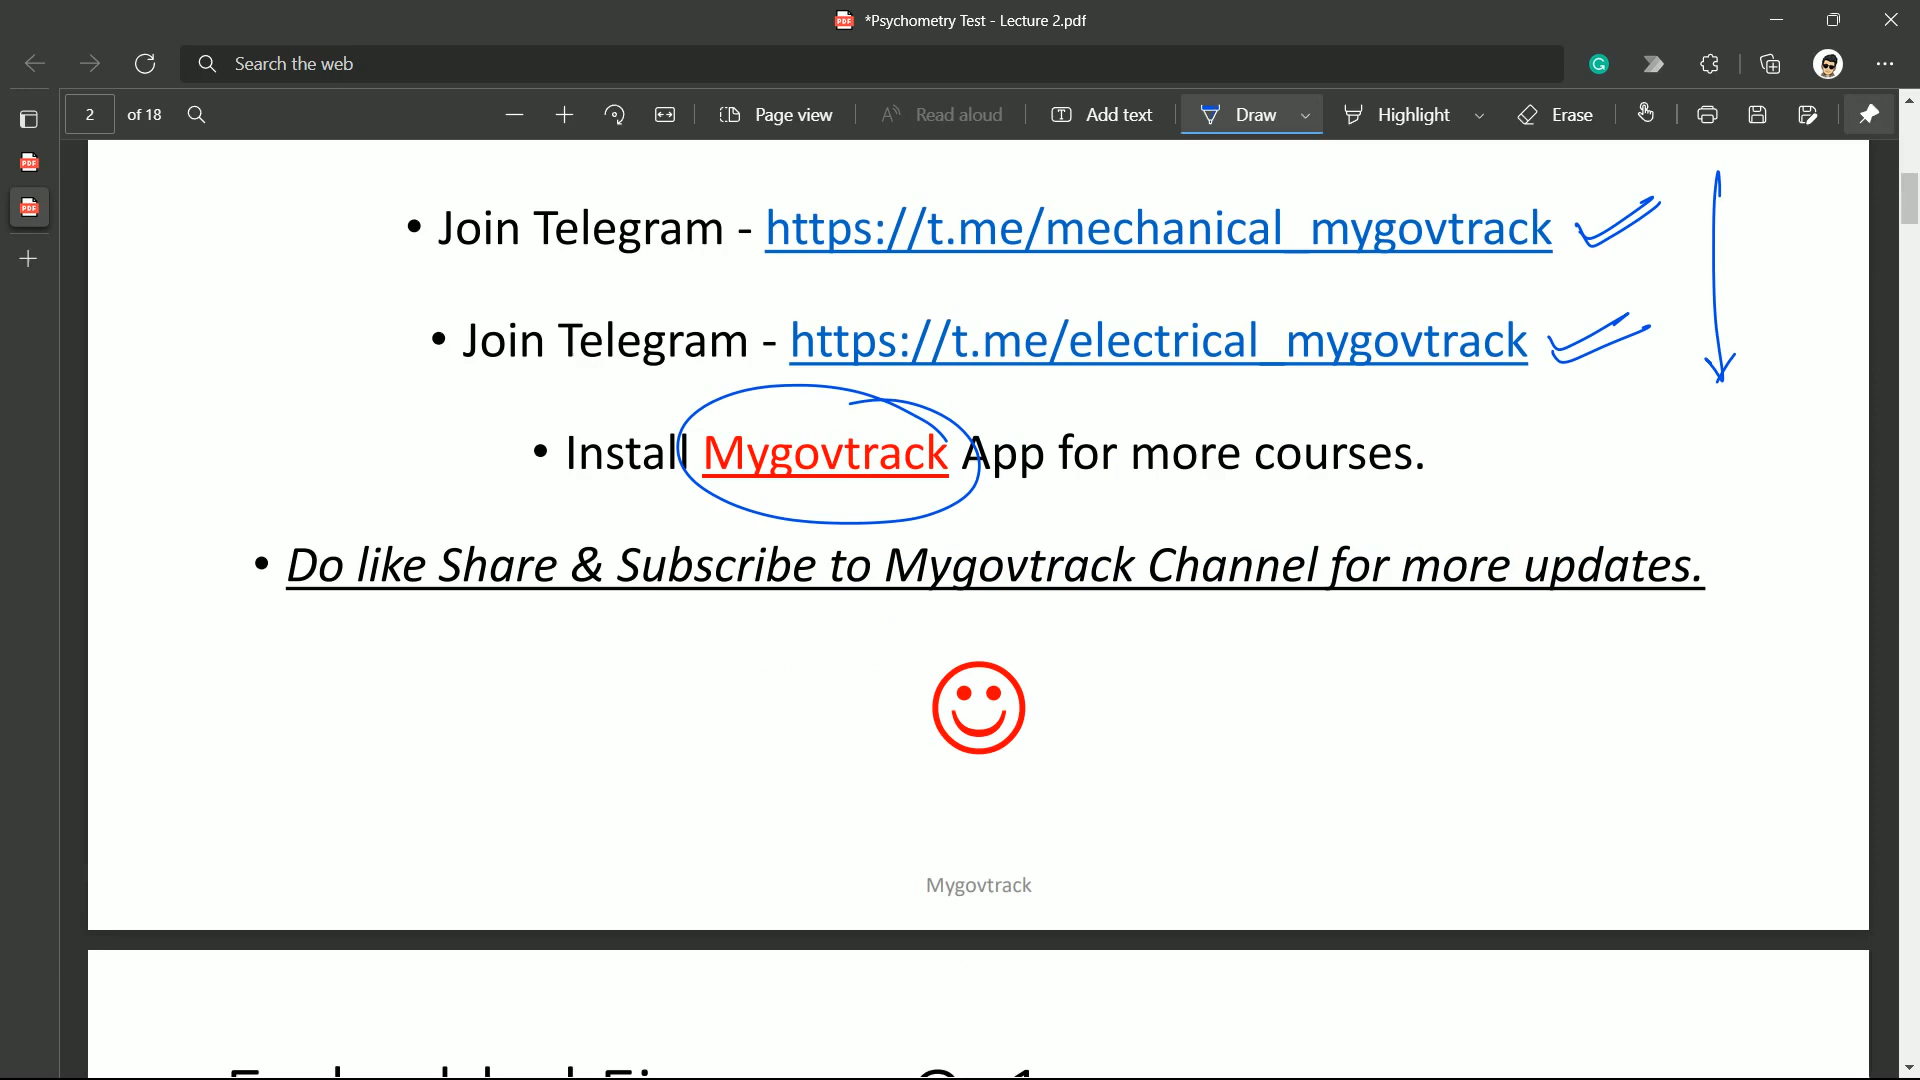 *Psychometry Test - Lecture 2.pdf
Search the web
2 of 18
Page view
Read aloud
Add text
Draw
Highlight
Erase
• Join Telegram - https://t.me/mechanical_mygovtrack
• Join Telegram - https://t.me/electrical_mygovtrack
• Install Mygovtrack App for more courses.
• Do like Share & Subscribe to Mygovtrack Channel for more updates.
Mygovtrack